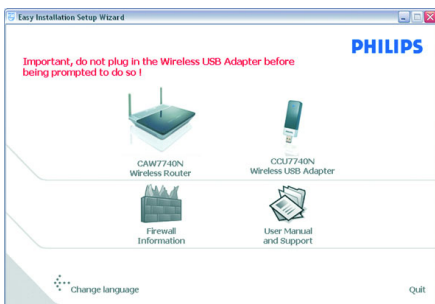 Easy Installation Setup Wizard
PHILIPS
Important, do not plug in the Wireless USB Adapter before
being prompted to do so !
CAW7740N
Wireless Router
CCU7740N
Wireless USB Adapter
Firewall
Information
User Manual
and Support
Change language
Quit